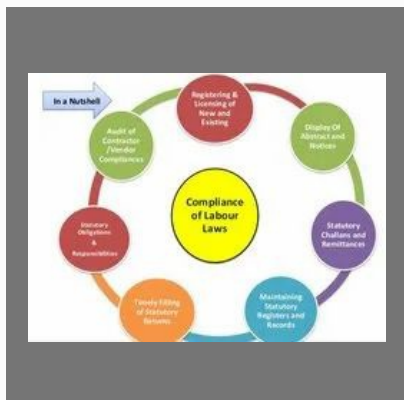 In a Nutshell
Registering &
Licensing of
New and
Existing
Display Of
Abstract and
Notices
Statutory
Challans and
Remittances
Maintaining
Statutory
Registers and
Records
Timely Filling
of Statutory
Returns
Statutory
Obligations
&
Responsibilities
Audit of
Contractor
/Vendor
Compliances
Compliance
of Labour
Laws